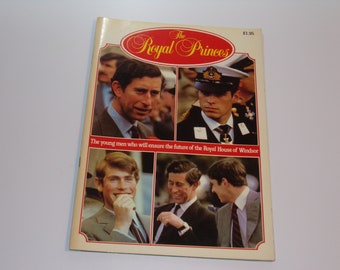 The
Royal Princes
£1.95
The young men who will ensure the future of the Royal House of Windsor